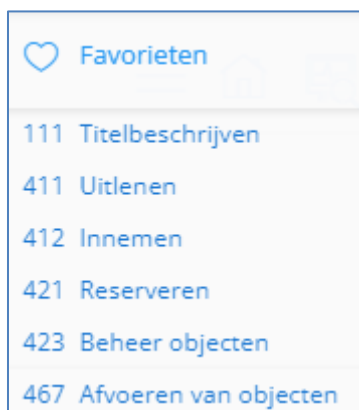 Favorieten
111 Titelbeschrijven
411 Uitlenen
412 Innemen
421 Reserveren
423 Beheer objecten
467 Afvoeren van objecten